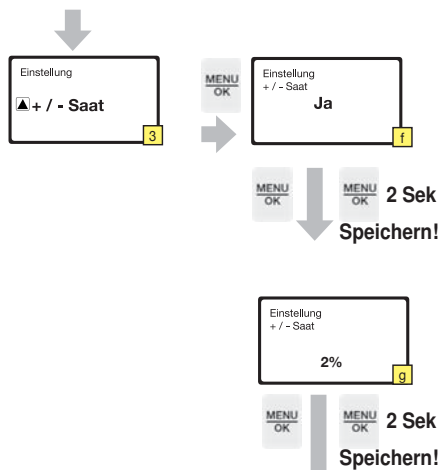 Einstellung
+ / - Saat
3
MENU
OK
Einstellung
+ / - Saat
Ja
f
MENU
OK
MENU
OK
2 Sek
Speichern!
Einstellung
+ / - Saat
2%
g
MENU
OK
MENU
OK
2 Sek
Speichern!